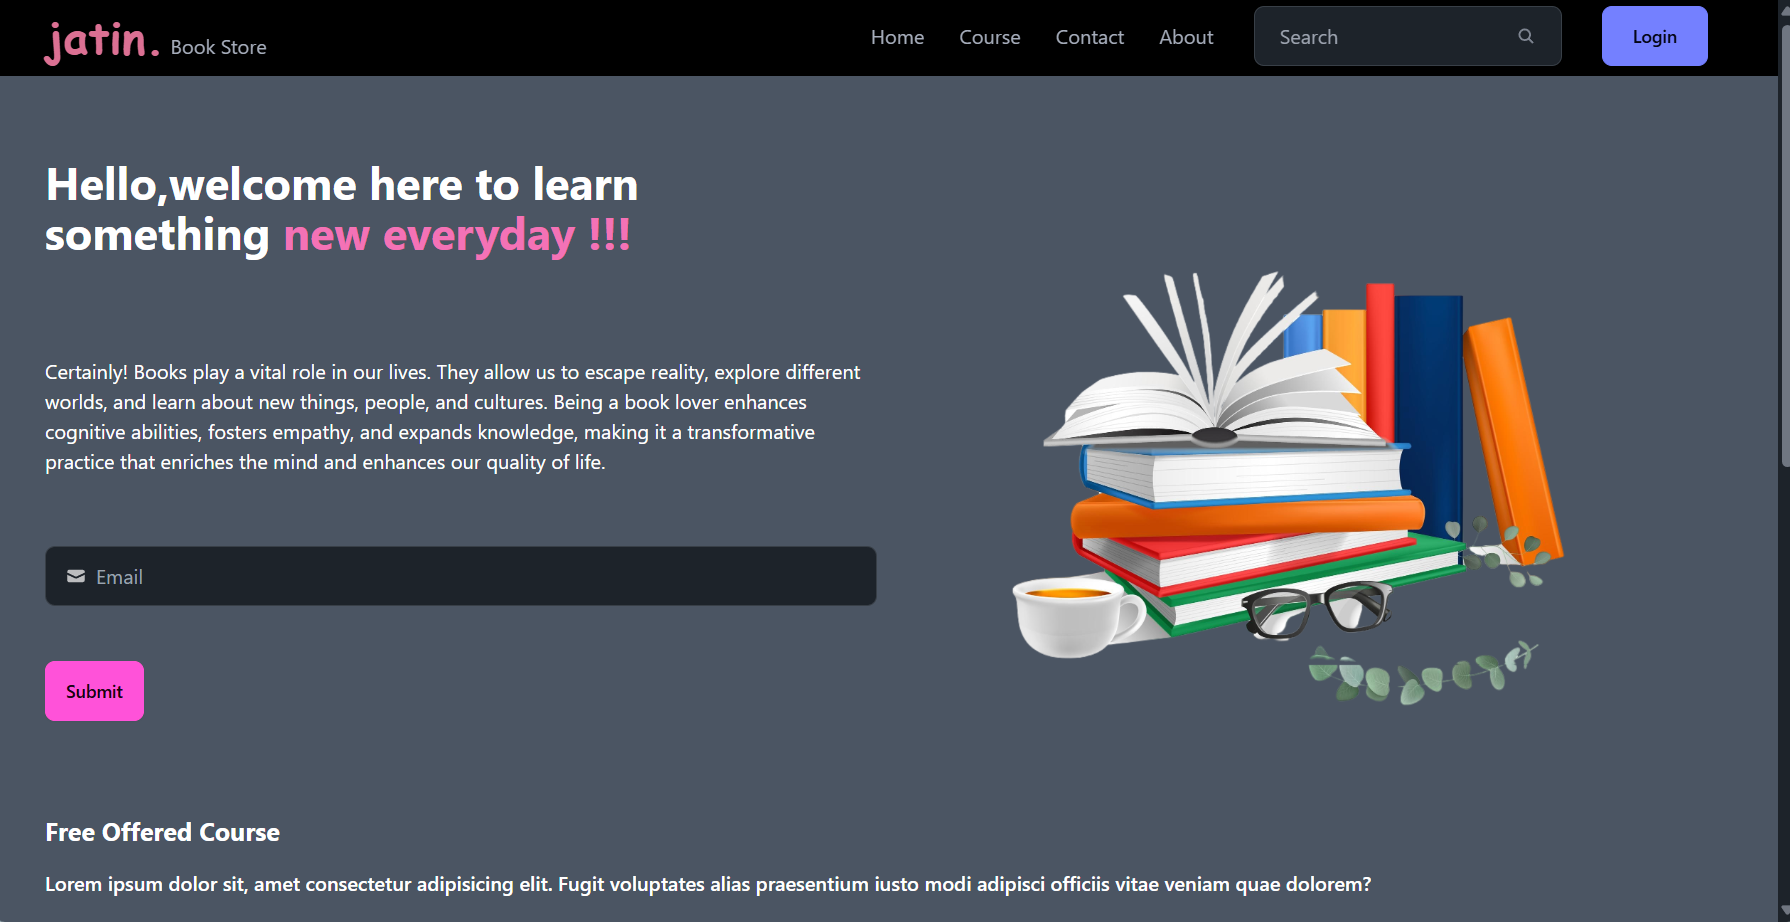 jatin. Book Store
Home
Course
Contact
About
Search
Login
Hello,welcome here to learn
something new everyday !!!
Certainly! Books play a vital role in our lives. They allow us to escape reality, explore different
worlds, and learn about new things, people, and cultures. Being a book lover enhances
cognitive abilities, fosters empathy, and expands knowledge, making it a transformative
practice that enriches the mind and enhances our quality of life.
Email
Submit
Free Offered Course
Lorem ipsum dolor sit, amet consectetur adipisicing elit. Fugit voluptates alias praesentium iusto modi adipisci officiis vitae veniam quae dolorem?